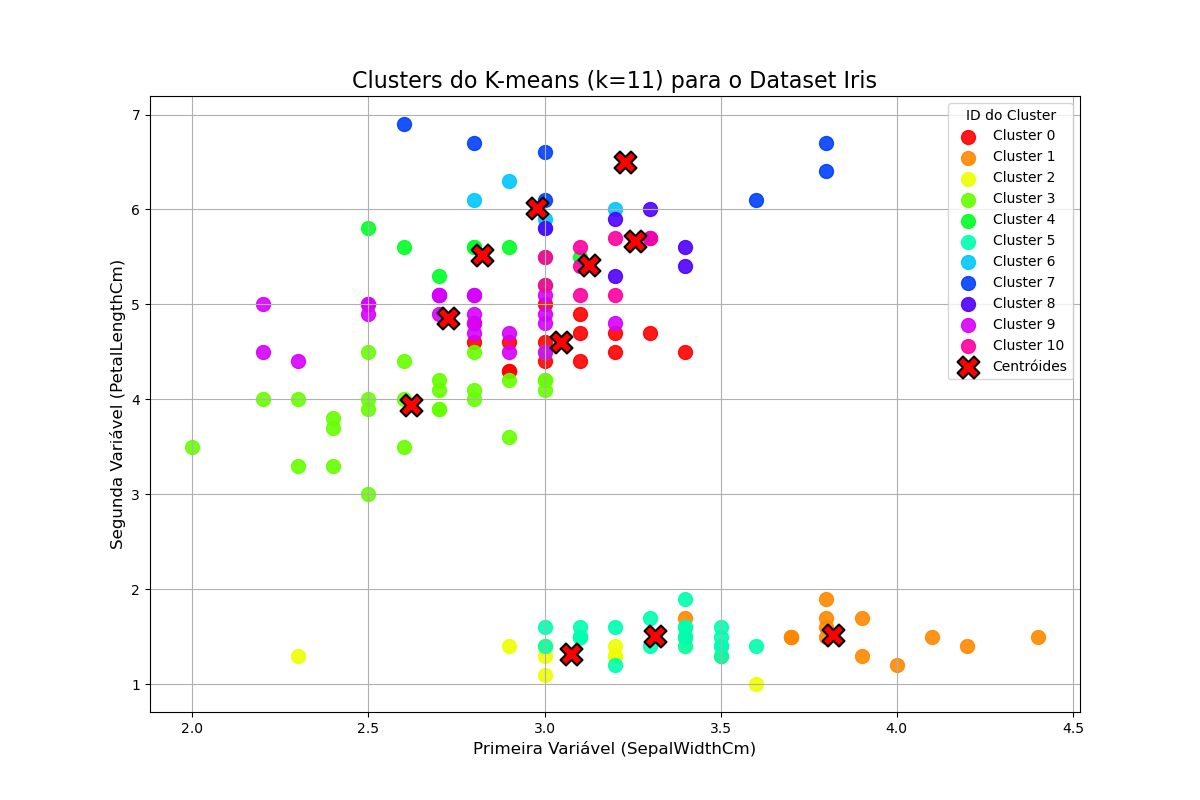 Clusters do K-means (k=11) para o Dataset Iris
7
6
5
4
3
2
1
Segunda Variável (PetalLengthCm)
ID do Cluster
Cluster 0
Cluster 1
Cluster 2
Cluster 3
Cluster 4
Cluster 5
Cluster 6
Cluster 7
Cluster 8
Cluster 9
Cluster 10
Centróides
2.0 2.5 3.0 3.5 4.0 4.5
Primeira Variável (SepalWidthCm)